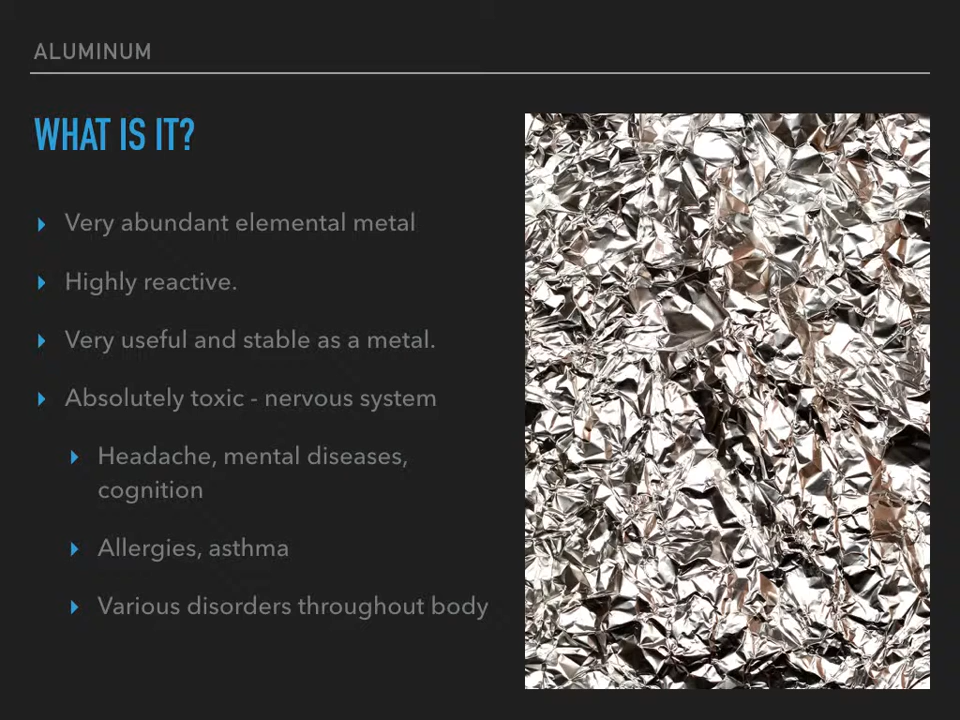 ALUMINUM
WHAT IS IT?
Very abundant elemental metal
Highly reactive.
Very useful and stable as a metal.
Absolutely toxic - nervous system
Headache, mental diseases,
cognition
Allergies, asthma
Various disorders throughout body